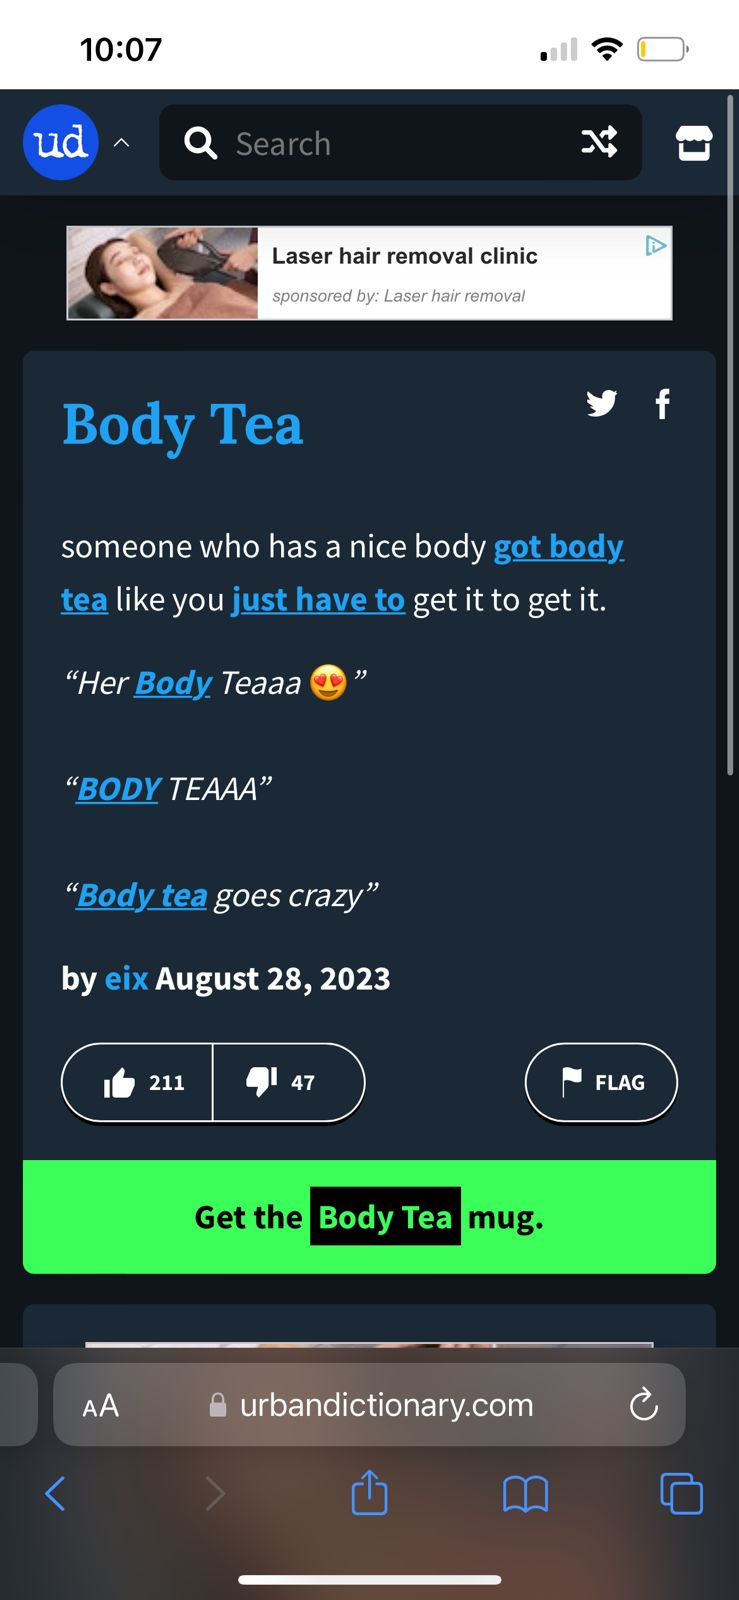 10:07
ud
Search
Laser hair removal clinic
sponsored by: Laser hair removal
Body Tea
someone who has a nice body got body
tea like you just have to get it to get it.
“Her Body Teaaa 😍”
“BODY TEAAA”
“Body tea goes crazy”
by eix August 28, 2023
211 47 FLAG
Get the Body Tea mug.
AA urbandictionary.com